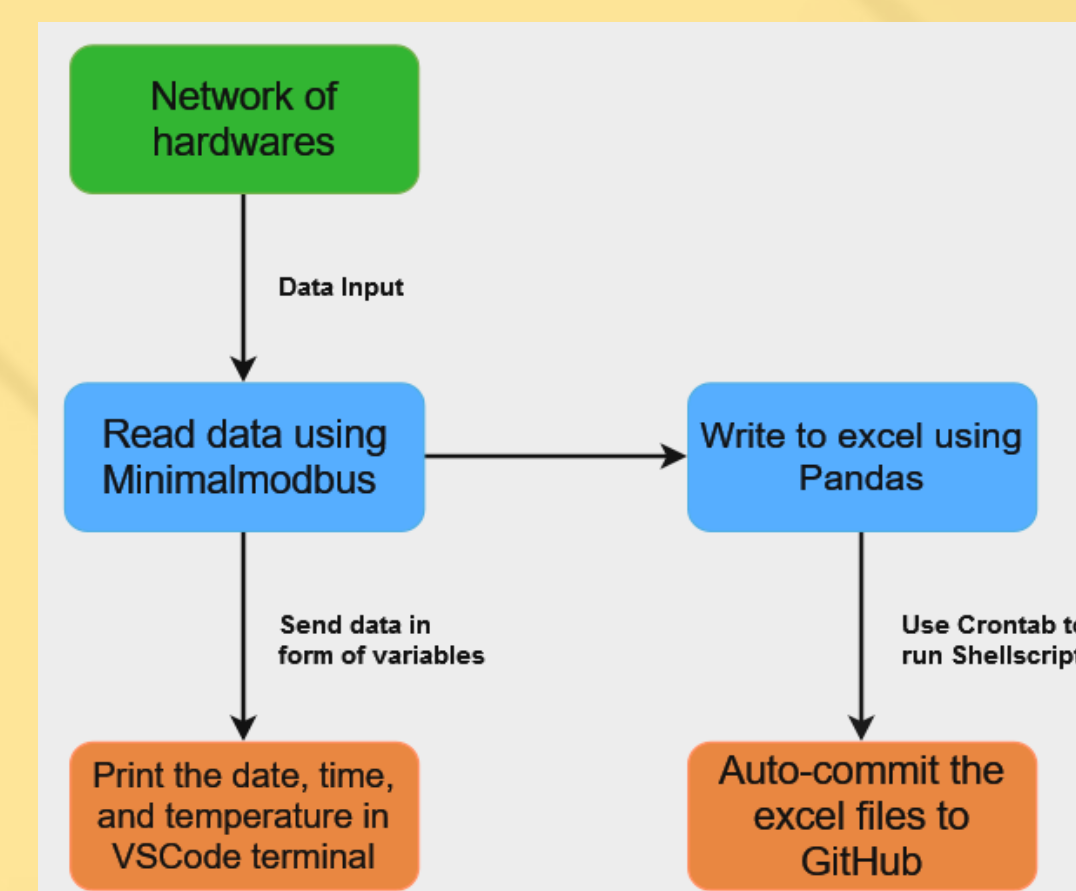 Network of
hardwares
Data Input
Read data using
Minimalmodbus
Write to excel using
Pandas
Send data in
form of variables
Use Crontab
run Shellscript
Print the date, time,
and temperature in
VSCode terminal
Auto-commit the
excel files to
GitHub